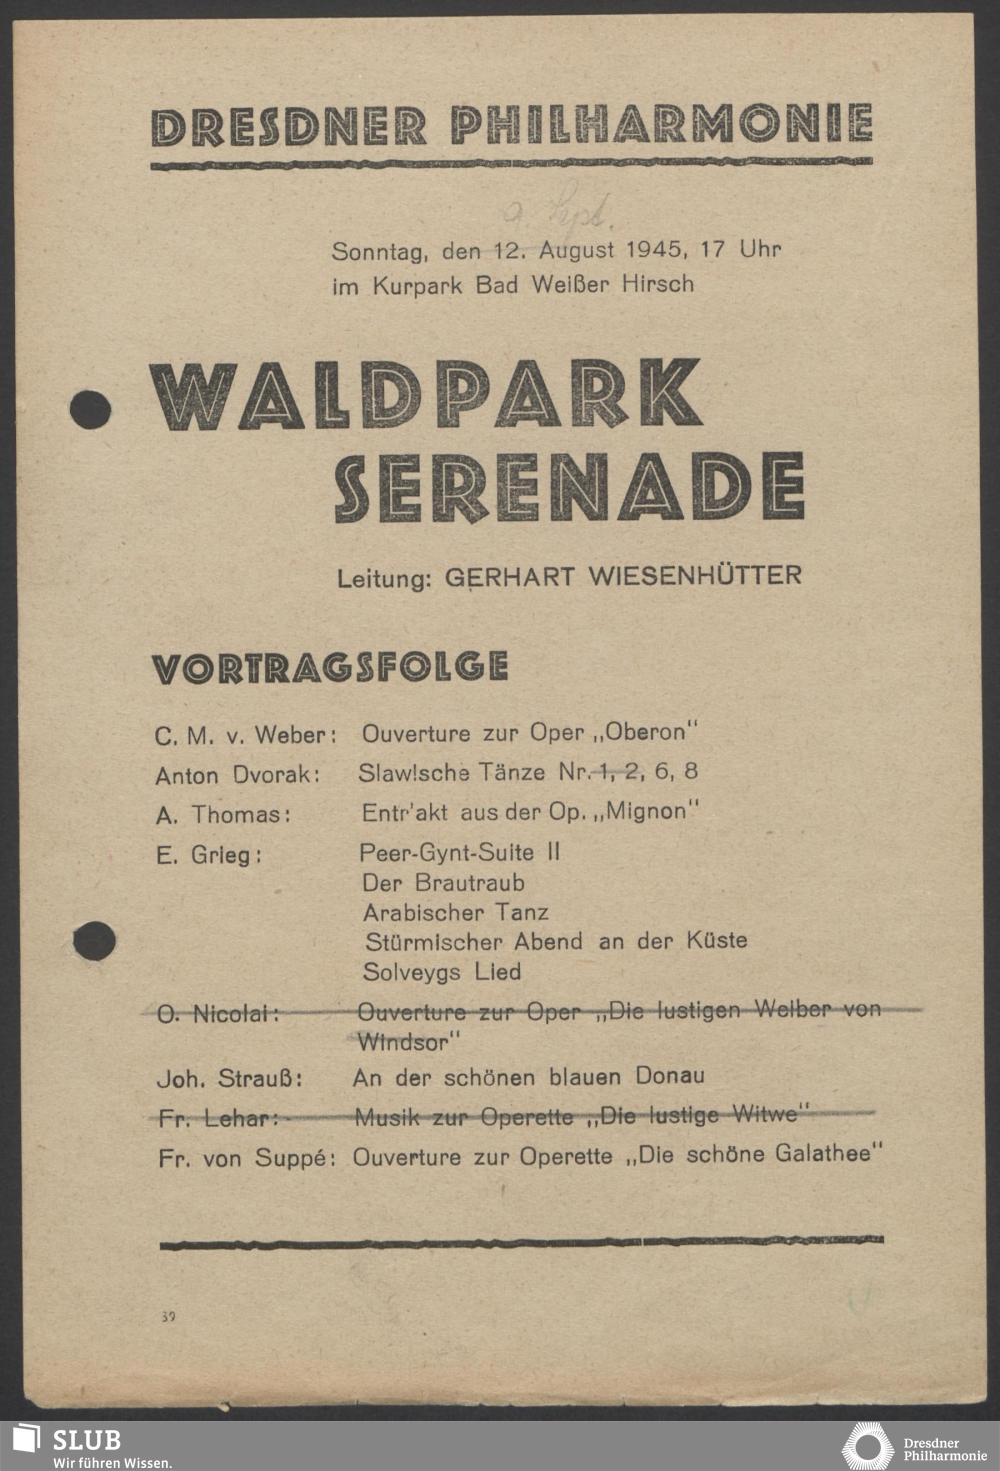 DRESDNER PHILHARMONIE
9. Sept.
Sonntag, den 12. August 1945, 17 Uhr
im Kurpark Bad Weißer Hirsch
WALDPARK
SERENADE
Leitung: GERHART WIESENHÜTTER
VORTRAGSFOLGE
C. M. v. Weber: Ouverture zur Oper „Oberon"
Anton Dvorak: Slawische Tänze Nr. 1, 2, 6, 8
A. Thomas: Entr'akt aus der Op. „Mignon"
E. Grieg: Peer-Gynt-Suite II
Der Brautraub
Arabischer Tanz
Stürmischer Abend an der Küste
Solveygs Lied
O. Nicolai: Ouverture zur Oper „Die lustigen Weiber von
Windsor"
Joh. Strauß: An der schönen blauen Donau
Fr. Lehar: Musik zur Operette „Die lustige Witwe"
Fr. von Suppé: Ouverture zur Operette „Die schöne Galathee"
39
SLUB
Wir führen Wissen.
Dresdner
Philharmonie